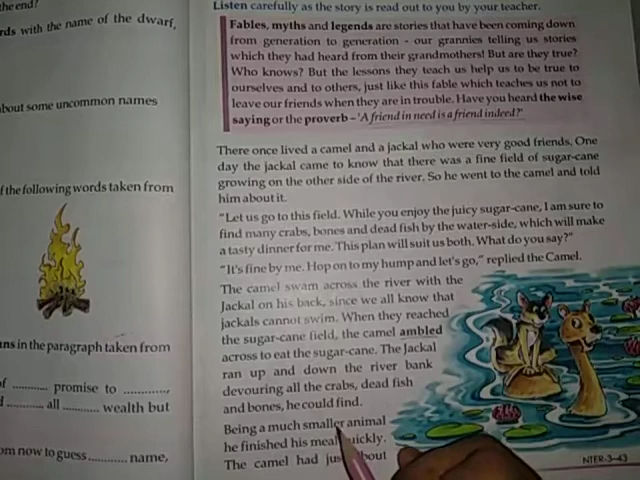 the end?
rds with the name of the dwarf,
about some uncommon names
f the following words taken from
ns in the paragraph taken from
of .......... promise to ............,
.......... all .......... wealth but
om now to guess .......... name,
Listen carefully as the story is read out to you by your teacher.
Fables, myths and legends are stories that have been coming down
from generation to generation - our grannies telling us stories
which they had heard from their grandmothers! But are they true?
Who knows? But the lessons they teach us help us to be true to
ourselves and to others, just like this fable which teaches us not to
leave our friends when they are in trouble. Have you heard the wise
saying or the proverb – 'A friend in need is a friend indeed?'
There once lived a camel and a jackal who were very good friends. One
day the jackal came to know that there was a fine field of sugar-cane
growing on the other side of the river. So he went to the camel and told
him about it.
"Let us go to this field. While you enjoy the juicy sugar-cane, I am sure to
find many crabs, bones and dead fish by the water-side, which will make
a tasty dinner for me. This plan will suit us both. What do you say?"
"It's fine by me. Hop on to my hump and let's go," replied the Camel.
The camel swam across the river with the
Jackal on his back, since we all know that
jackals cannot swim. When they reached
the sugar-cane field, the camel ambled
across to eat the sugar-cane. The Jackal
ran up and down the river bank
devouring all the crabs, dead fish
and bones, he could find.
Being a much smaller animal
he finished his meal quickly.
The camel had just about
NTER-3–43